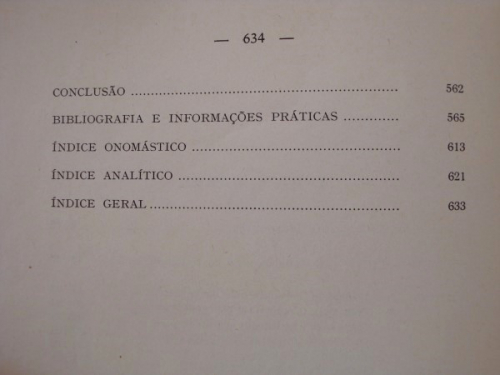 — 634 —
CONCLUSÃO ................................................................ 562
BIBLIOGRAFIA E INFORMAÇÕES PRÁTICAS ............. 565
ÍNDICE ONOMÁSTICO .................................................. 613
ÍNDICE ANALÍTICO ..................................................... 621
ÍNDICE GERAL ............................................................ 633